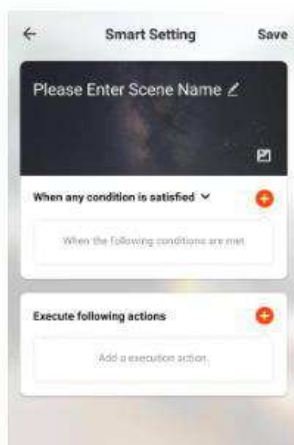 Smart Setting Save
Please Enter Scene Name
When any condition is satisfied
When the following conditions are met
Execute following actions
Add a execution action